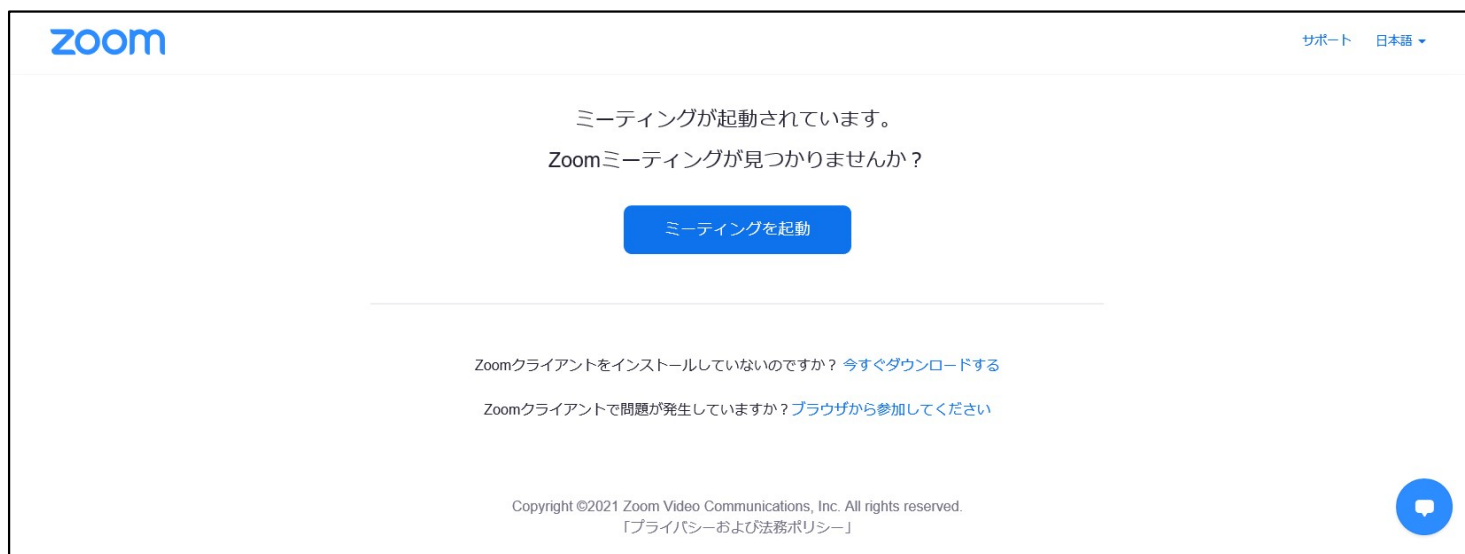 zoom
サポート 日本語
ミーティングが起動されています。
Zoomミーティングが見つかりませんか？
ミーティングを起動
Zoomクライアントをインストールしていないのですか？ 今すぐダウンロードする
Zoomクライアントで問題が発生していますか？ブラウザから参加してください
Copyright ©2021 Zoom Video Communications, Inc. All rights reserved.
「プライバシーおよび法務ポリシー」